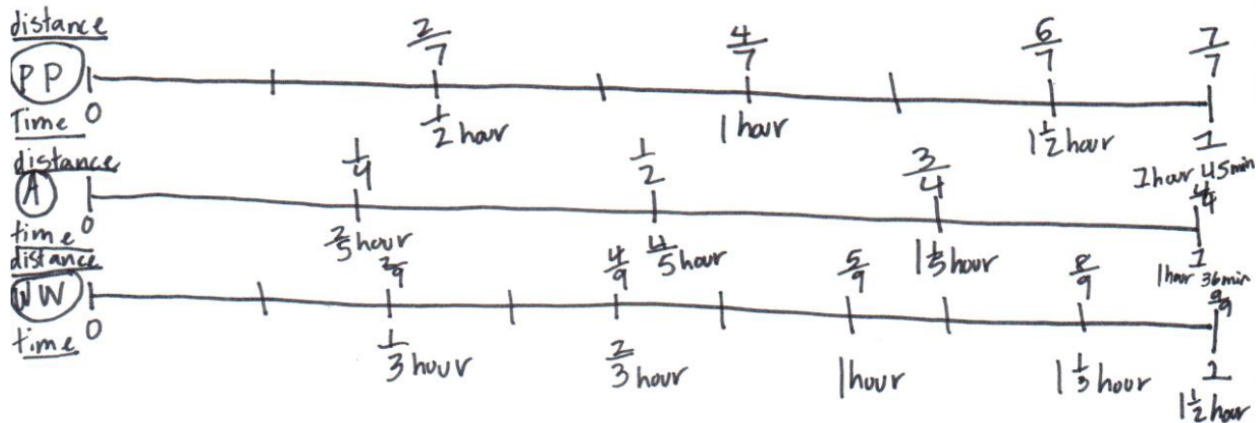 distance
2/7 4/7 6/7 7/7
PP
Time 0 1/2 hour 1 hour 1 1/2 hour 1
1 hour 45 min
distance
1/4 1/2 3/4 4/4
A 0
time 2/5 hour 4/5 hour 1 1/5 hour 1
1 hour 36 min
distance
2/9 4/9 5/9 8/9 9/9
WW 0
time 1/3 hour 2/3 hour 1 hour 1 1/3 hour 1
1 1/2 hour